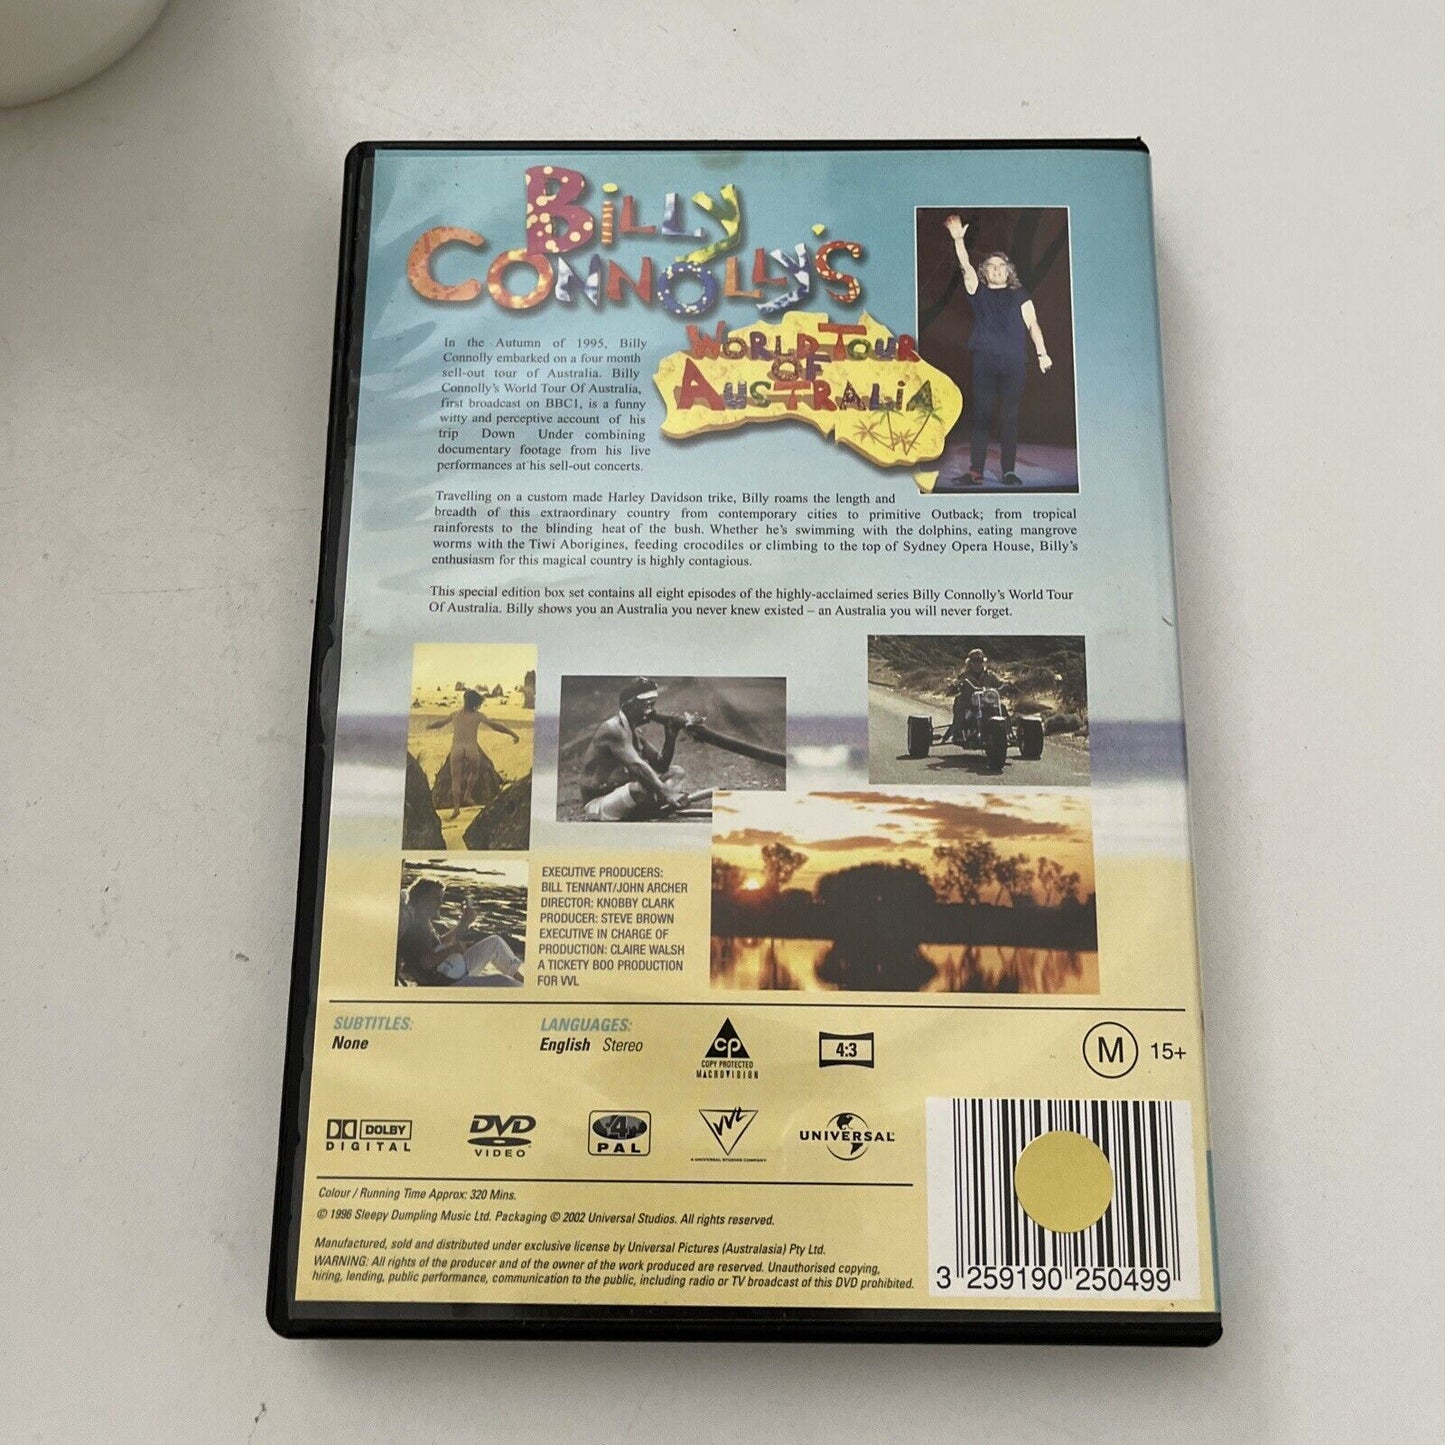 BILLY
CONNOLLY'S
WORLD TOUR
OF
AUSTRALIA
In the Autumn of 1995, Billy
Connolly embarked on a four month
sell-out tour of Australia. Billy
Connolly's World Tour Of Australia,
first broadcast on BBC1, is a funny
witty and perceptive account of his
trip Down Under combining
documentary footage from his live
performances at his sell-out concerts.
Travelling on a custom made Harley Davidson trike, Billy roams the length and
breadth of this extraordinary country from contemporary cities to primitive Outback; from tropical
rainforests to the blinding heat of the bush. Whether he's swimming with the dolphins, eating mangrove
worms with the Tiwi Aborigines, feeding crocodiles or climbing to the top of Sydney Opera House, Billy's
enthusiasm for this magical country is highly contagious.
This special edition box set contains all eight episodes of the highly-acclaimed series Billy Connolly's World Tour
Of Australia. Billy shows you an Australia you never knew existed – an Australia you will never forget.
EXECUTIVE PRODUCERS:
BILL TENNANT/JOHN ARCHER
DIRECTOR: KNOBBY CLARK
PRODUCER: STEVE BROWN
EXECUTIVE IN CHARGE OF
PRODUCTION: CLAIRE WALSH
A TICKETY BOO PRODUCTION
FOR VVL
SUBTITLES:
None
LANGUAGES:
English Stereo
CP
COPY PROTECTED
MACROVISION
4:3
M 15+
DOLBY
DIGITAL
DVD
VIDEO
4
PAL
VVL
A UNIVERSAL STUDIOS COMPANY
UNIVERSAL
Colour / Running Time Approx: 320 Mins.
© 1996 Sleepy Dumpling Music Ltd. Packaging © 2002 Universal Studios. All rights reserved.
Manufactured, sold and distributed under exclusive license by Universal Pictures (Australasia) Pty Ltd.
WARNING: All rights of the producer and of the owner of the work produced are reserved. Unauthorised copying,
hiring, lending, public performance, communication to the public, including radio or TV broadcast of this DVD prohibited.
3 259190 250499